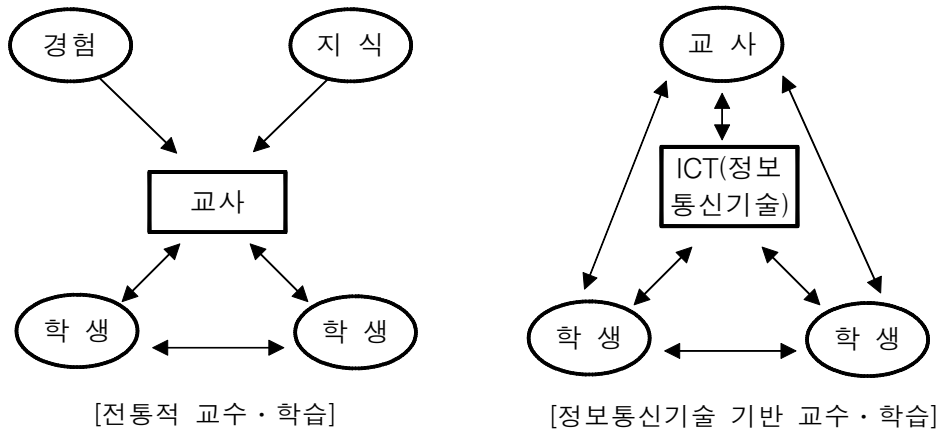 경험
지 식
교사
학 생
학 생
[전통적 교수·학습]
교 사
ICT(정보
통신기술)
학 생
학 생
[정보통신기술 기반 교수·학습]